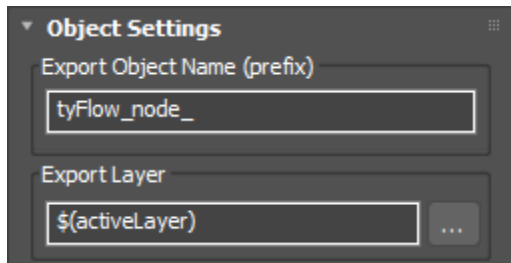 Object Settings
Export Object Name (prefix)
tyFlow_node_
Export Layer
$(activeLayer)
...